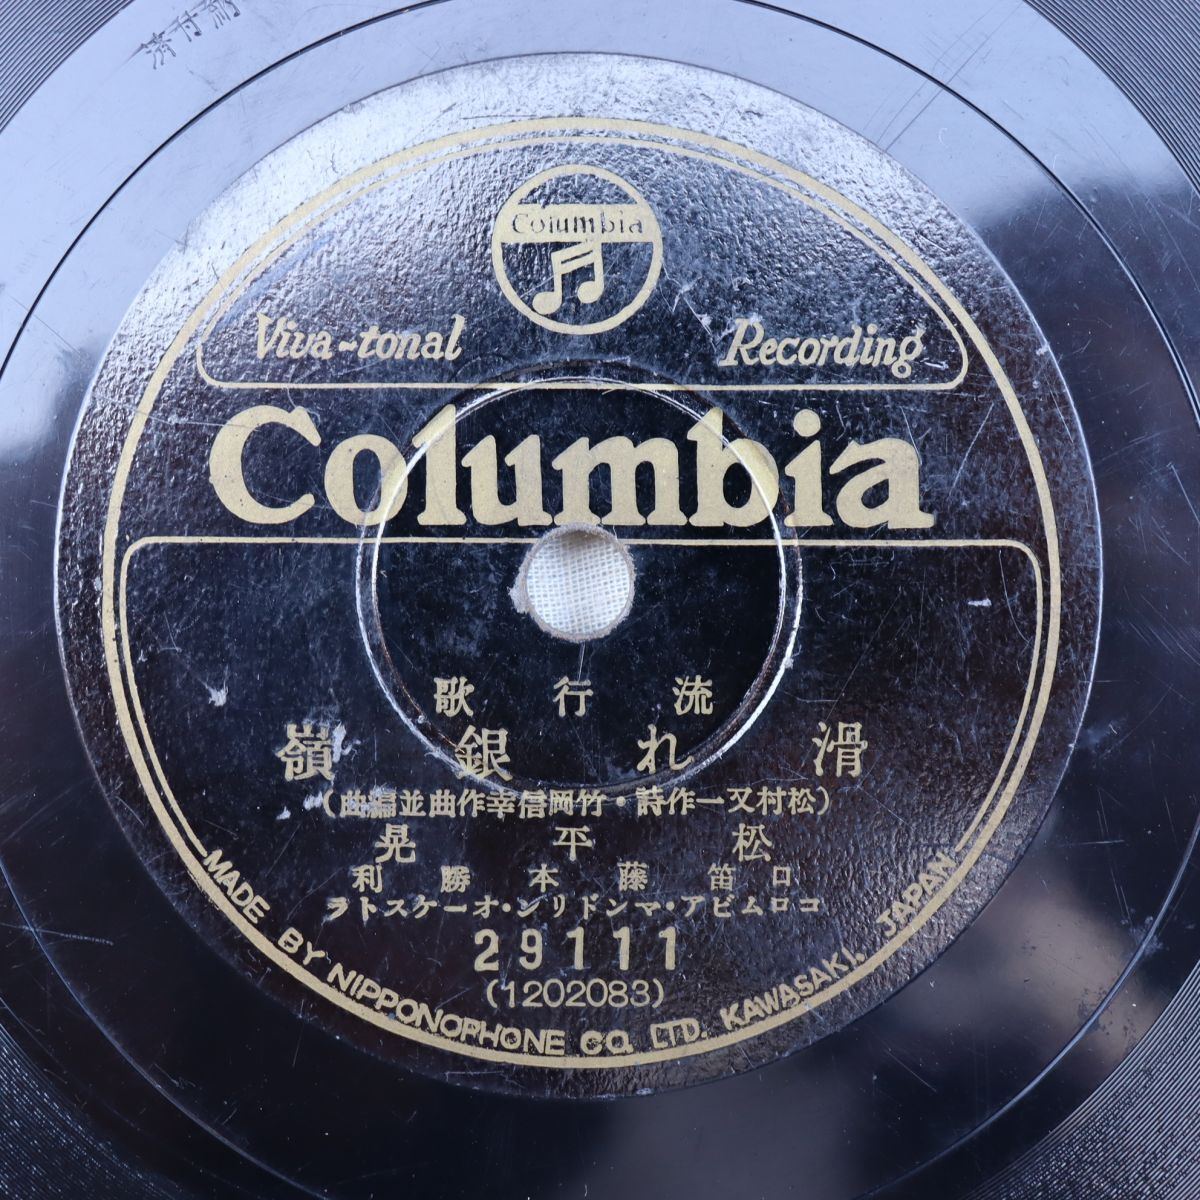 納付済
Columbia
Viva-tonal Recording
Columbia
流行歌
滑れ銀嶺
(松村又一作詩・竹岡信幸作曲並編曲)
松平晃
口笛 藤本勝利
コロムビア・マンドリン・オーケストラ
29111
(1202083)
MADE BY NIPPONOPHONE CO. LTD. KAWASAKI, JAPAN